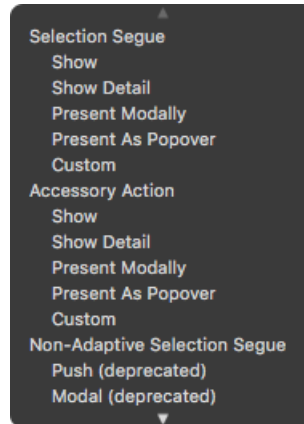 Selection Segue
Show
Show Detail
Present Modally
Present As Popover
Custom
Accessory Action
Show
Show Detail
Present Modally
Present As Popover
Custom
Non-Adaptive Selection Segue
Push (deprecated)
Modal (deprecated)